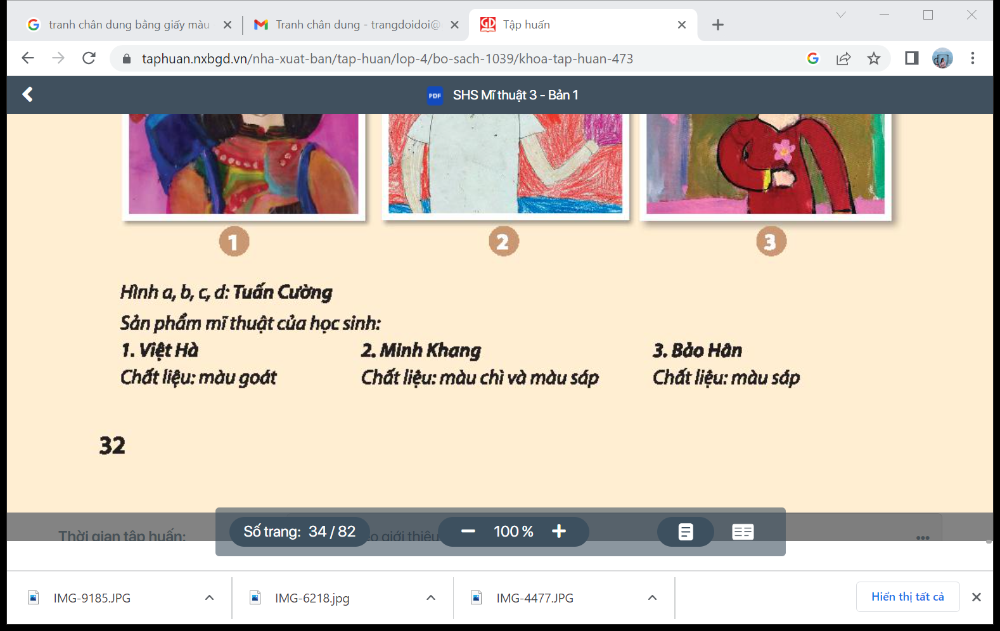 tranh chân dung bằng giấy màu
Tranh chân dung - trangdoidoi@
Tập huấn
taphuan.nxbgd.vn/nha-xuat-ban/tap-huan/lop-4/bo-sach-1039/khoa-tap-huan-473
PDF SHS Mĩ thuật 3 - Bản 1
1
2
3
Hình a, b, c, d: Tuấn Cường
Sản phẩm mĩ thuật của học sinh:
1. Việt Hà
2. Minh Khang
3. Bảo Hân
Chất liệu: màu goát
Chất liệu: màu chì và màu sáp
Chất liệu: màu sáp
32
Thời gian tập huấn:
giới thiệu
Số trang: 34 / 82
100 %
IMG-9185.JPG
IMG-6218.jpg
IMG-4477.JPG
Hiển thị tất cả